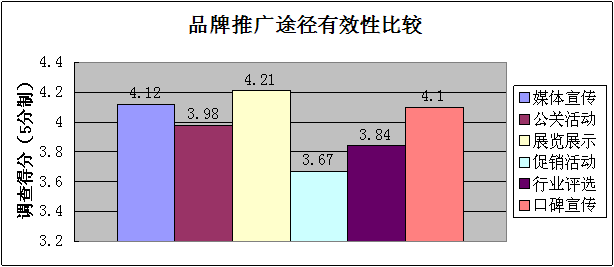 品牌推广途径有效性比较
调查得分（5分制）
4.4
4.2
4
3.8
3.6
3.4
3.2
4.12
3.98
4.21
3.67
3.84
4.1
媒体宣传
公关活动
展览展示
促销活动
行业评选
口碑宣传